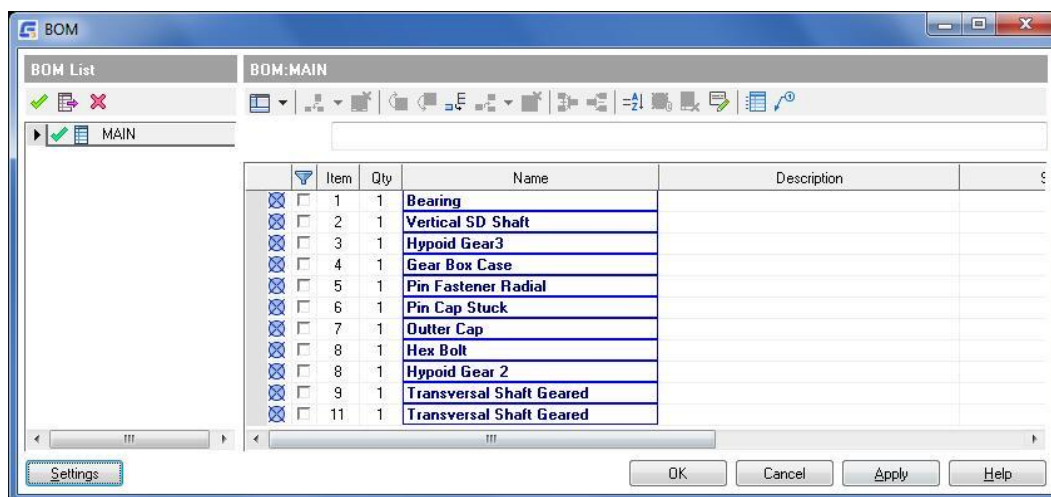 BOM
BOM List
BOM:MAIN
MAIN
Item Qty Name Description
1 1 Bearing
2 1 Vertical SD Shaft
3 1 Hypoid Gear3
4 1 Gear Box Case
5 1 Pin Fastener Radial
6 1 Pin Cap Stuck
7 1 Outter Cap
8 1 Hex Bolt
8 1 Hypoid Gear 2
9 1 Transversal Shaft Geared
11 1 Transversal Shaft Geared
Settings OK Cancel Apply Help